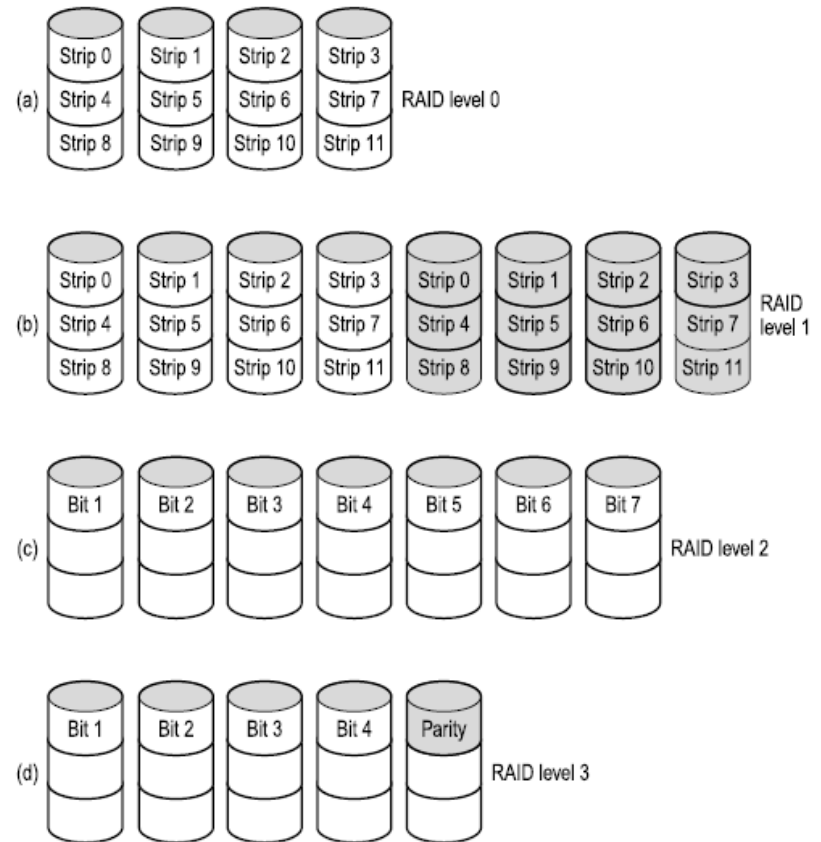 Strip 0 Strip 1 Strip 2 Strip 3
(a) Strip 4 Strip 5 Strip 6 Strip 7 RAID level 0
Strip 8 Strip 9 Strip 10 Strip 11
Strip 0 Strip 1 Strip 2 Strip 3 Strip 0 Strip 1 Strip 2 Strip 3
(b) Strip 4 Strip 5 Strip 6 Strip 7 Strip 4 Strip 5 Strip 6 Strip 7 RAID level 1
Strip 8 Strip 9 Strip 10 Strip 11 Strip 8 Strip 9 Strip 10 Strip 11
Bit 1 Bit 2 Bit 3 Bit 4 Bit 5 Bit 6 Bit 7
(c) RAID level 2
Bit 1 Bit 2 Bit 3 Bit 4 Parity
(d) RAID level 3